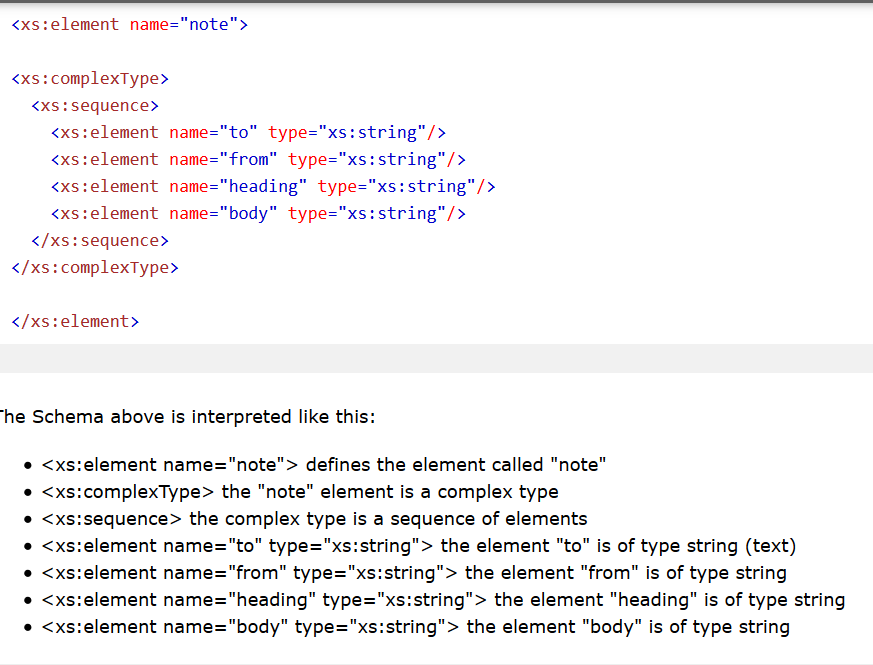 <xs:element name="note">
<xs:complexType>
<xs:sequence>
<xs:element name="to" type="xs:string"/>
<xs:element name="from" type="xs:string"/>
<xs:element name="heading" type="xs:string"/>
<xs:element name="body" type="xs:string"/>
</xs:sequence>
</xs:complexType>
</xs:element>
The Schema above is interpreted like this:
• <xs:element name="note"> defines the element called "note"
• <xs:complexType> the "note" element is a complex type
• <xs:sequence> the complex type is a sequence of elements
• <xs:element name="to" type="xs:string"> the element "to" is of type string (text)
• <xs:element name="from" type="xs:string"> the element "from" is of type string
• <xs:element name="heading" type="xs:string"> the element "heading" is of type string
• <xs:element name="body" type="xs:string"> the element "body" is of type string